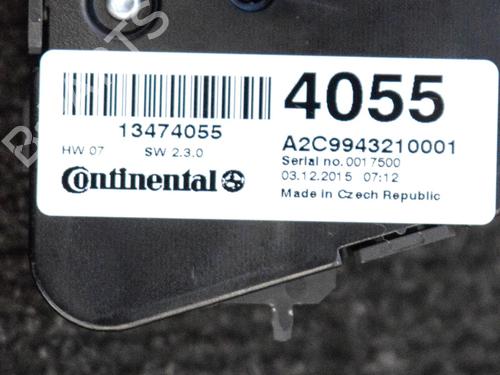 4055
13474055
A2C9943210001
HW 07 SW 2.3.0
Serial no.0017500
03.12.2015 07:12
Continental
Made in Czech Republic